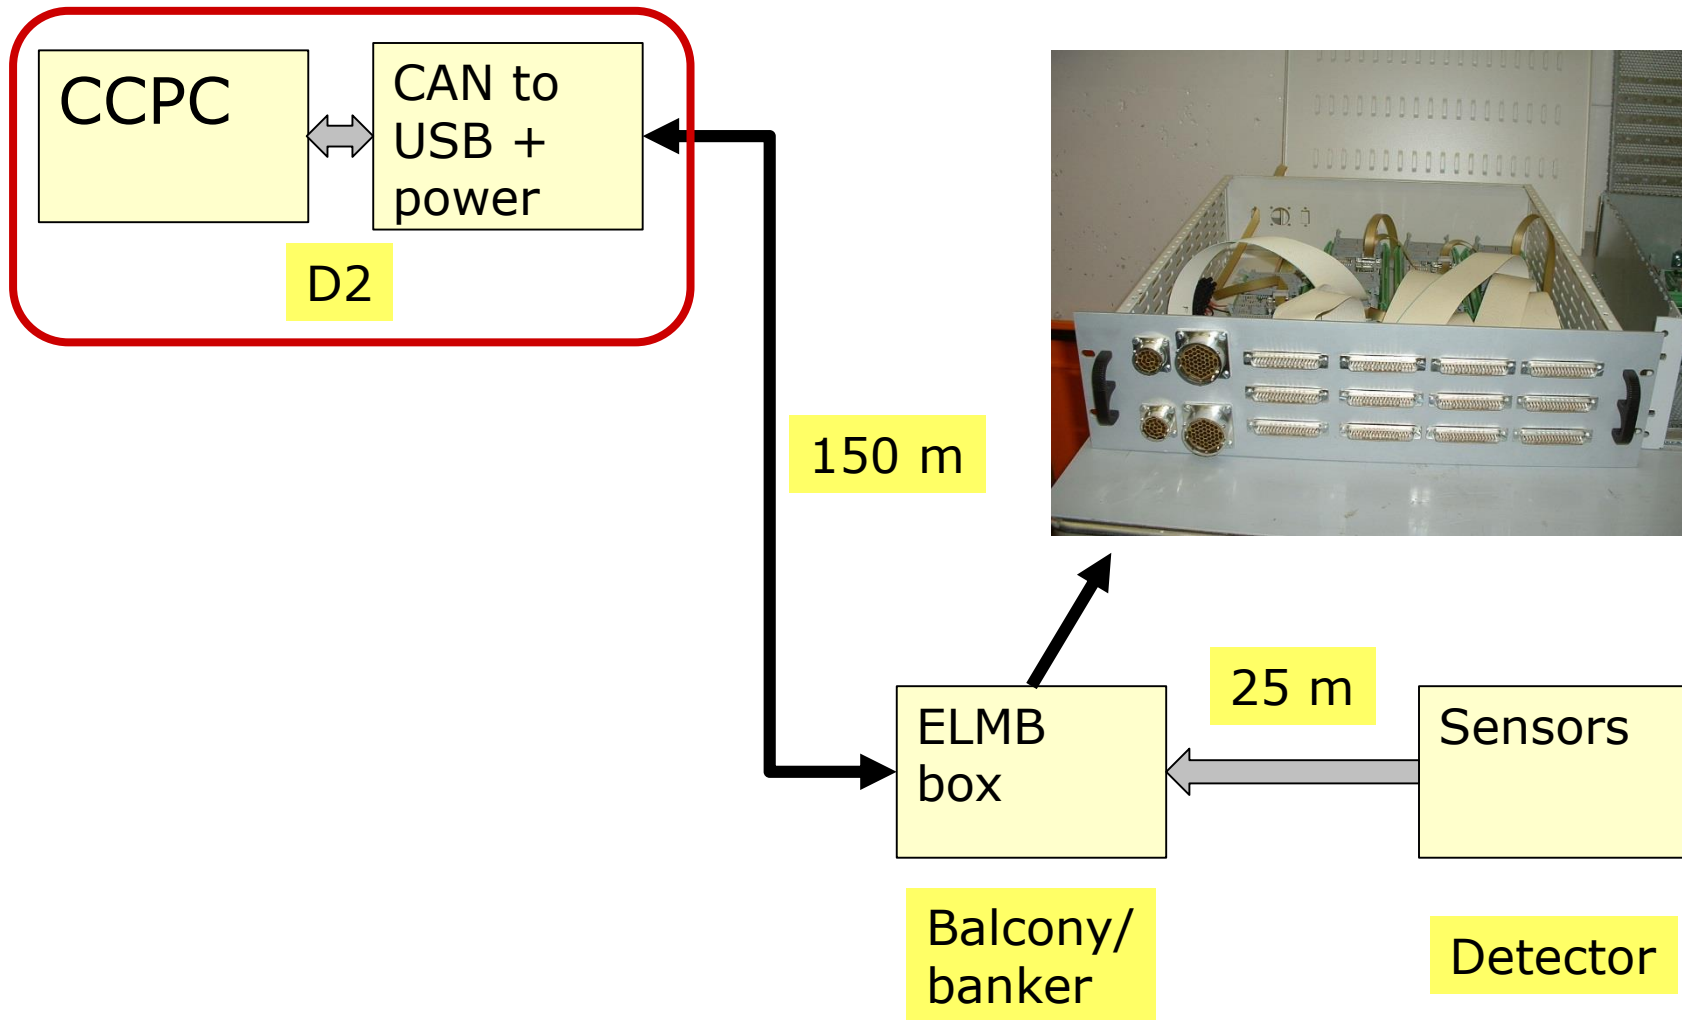 CCPC
CAN to
USB +
power
D2
150 m
25 m
ELMB
box
Sensors
Balcony/
banker
Detector